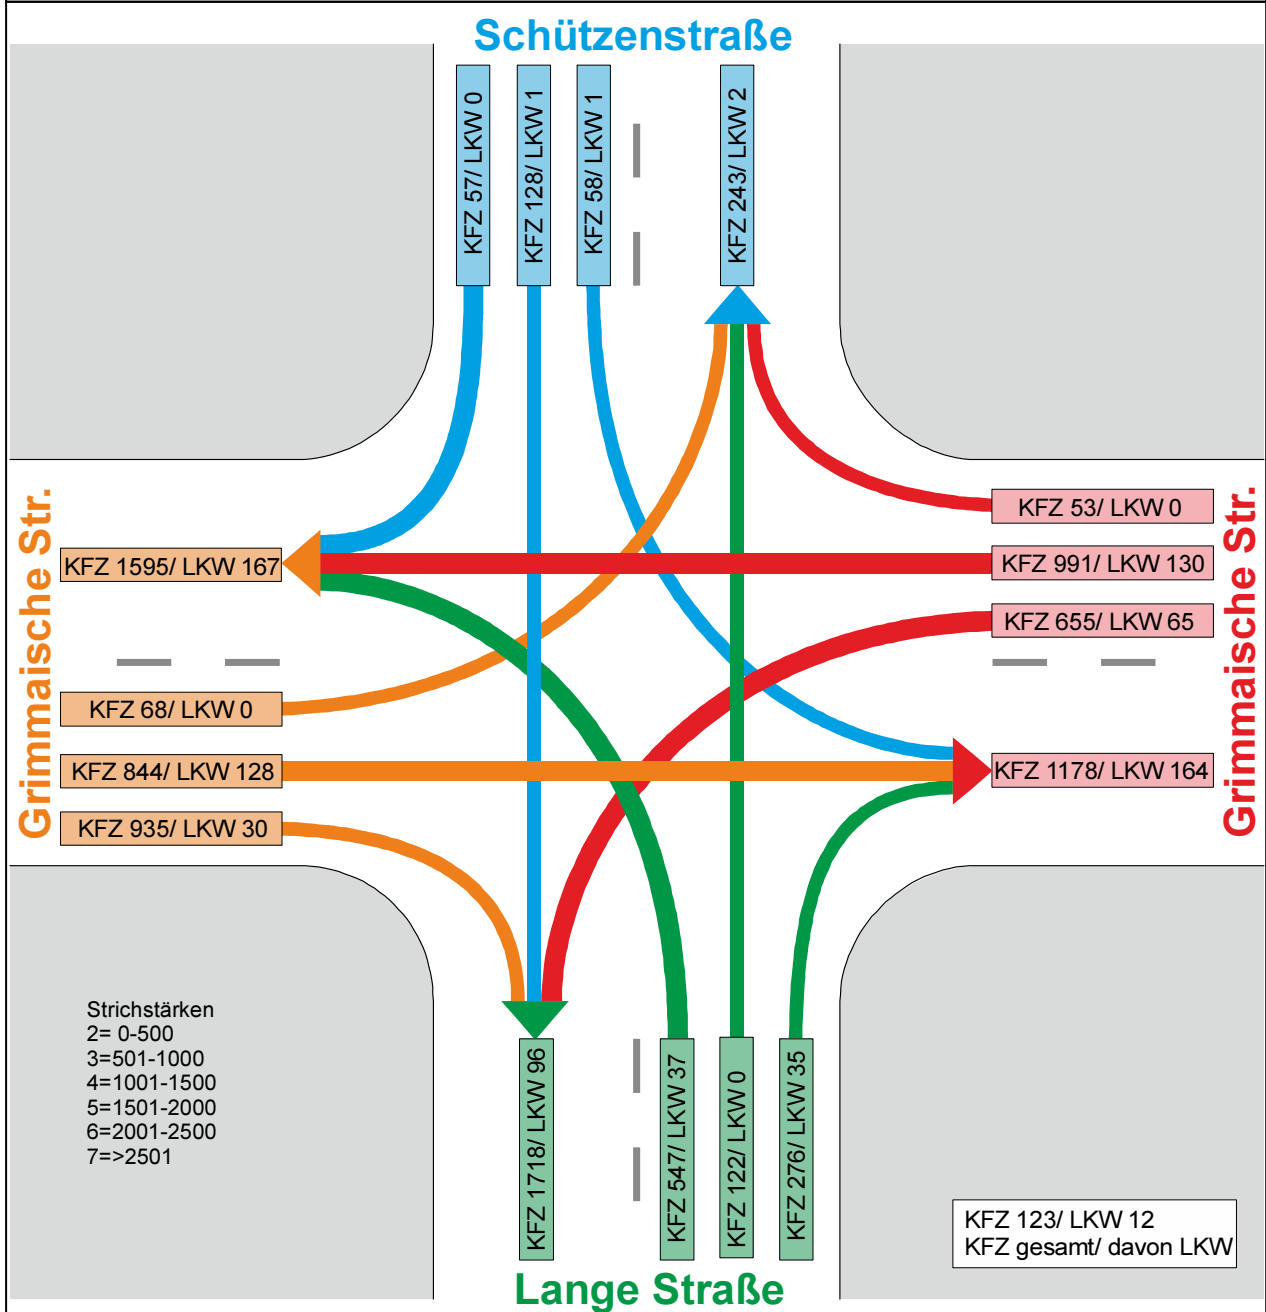 Schützenstraße
KFZ 57/ LKW 0
KFZ 128/ LKW 1
KFZ 58/ LKW 1
KFZ 243/ LKW 2
Grimmaische Str.
KFZ 1595/ LKW 167
KFZ 68/ LKW 0
KFZ 844/ LKW 128
KFZ 935/ LKW 30
KFZ 53/ LKW 0
KFZ 991/ LKW 130
KFZ 655/ LKW 65
KFZ 1178/ LKW 164
Grimmaische Str.
Strichstärken
2= 0-500
3=501-1000
4=1001-1500
5=1501-2000
6=2001-2500
7=>2501
KFZ 1718/ LKW 96
KFZ 547/ LKW 37
KFZ 122/ LKW 0
KFZ 276/ LKW 35
KFZ 123/ LKW 12
KFZ gesamt/ davon LKW
Lange Straße